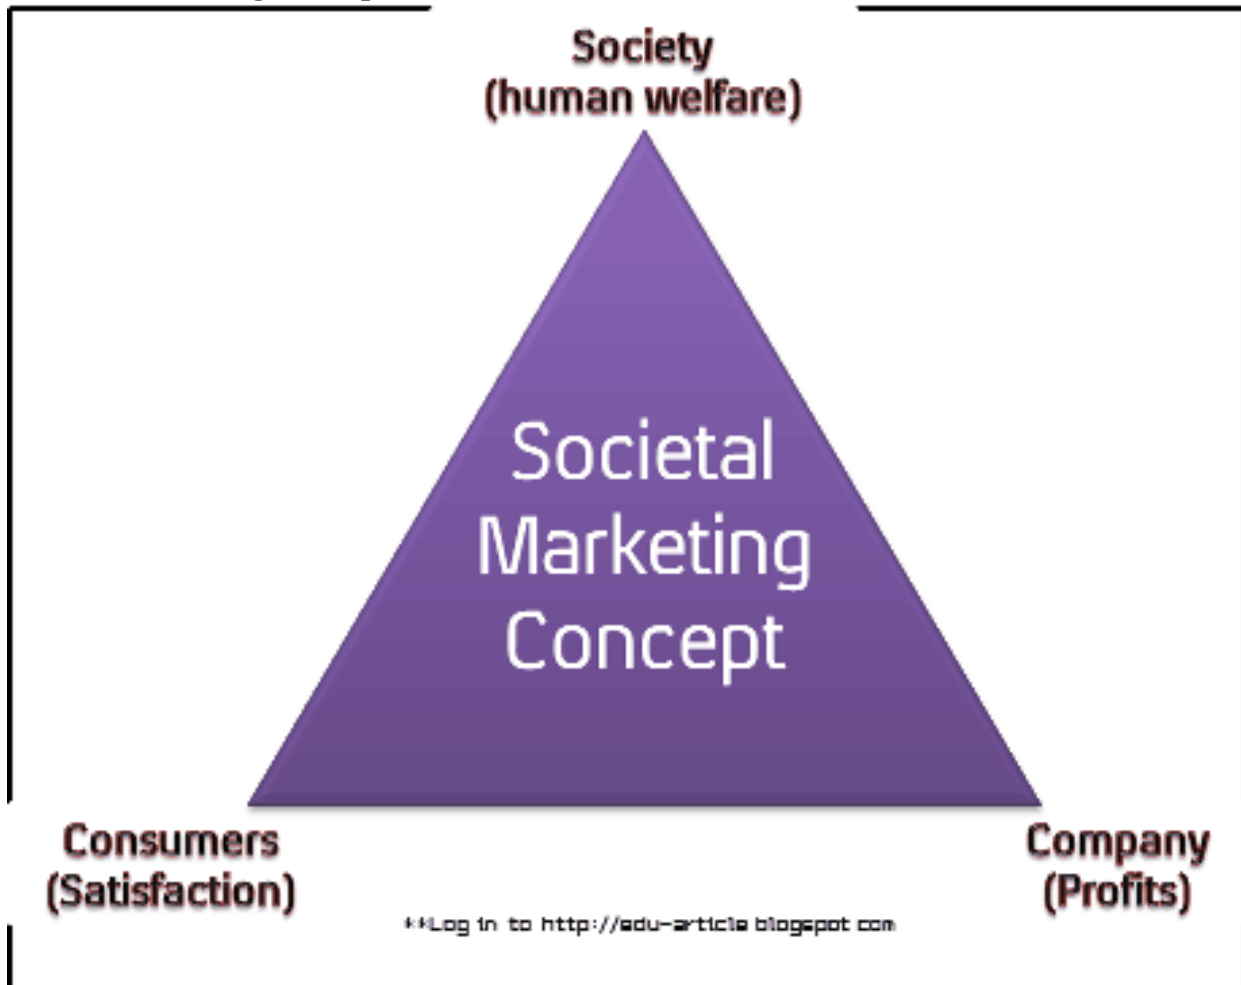 Society
(human welfare)
Societal
Marketing
Concept
Consumers
(Satisfaction)
Company
(Profits)
**Log in to http://edu-article.blogspot.com